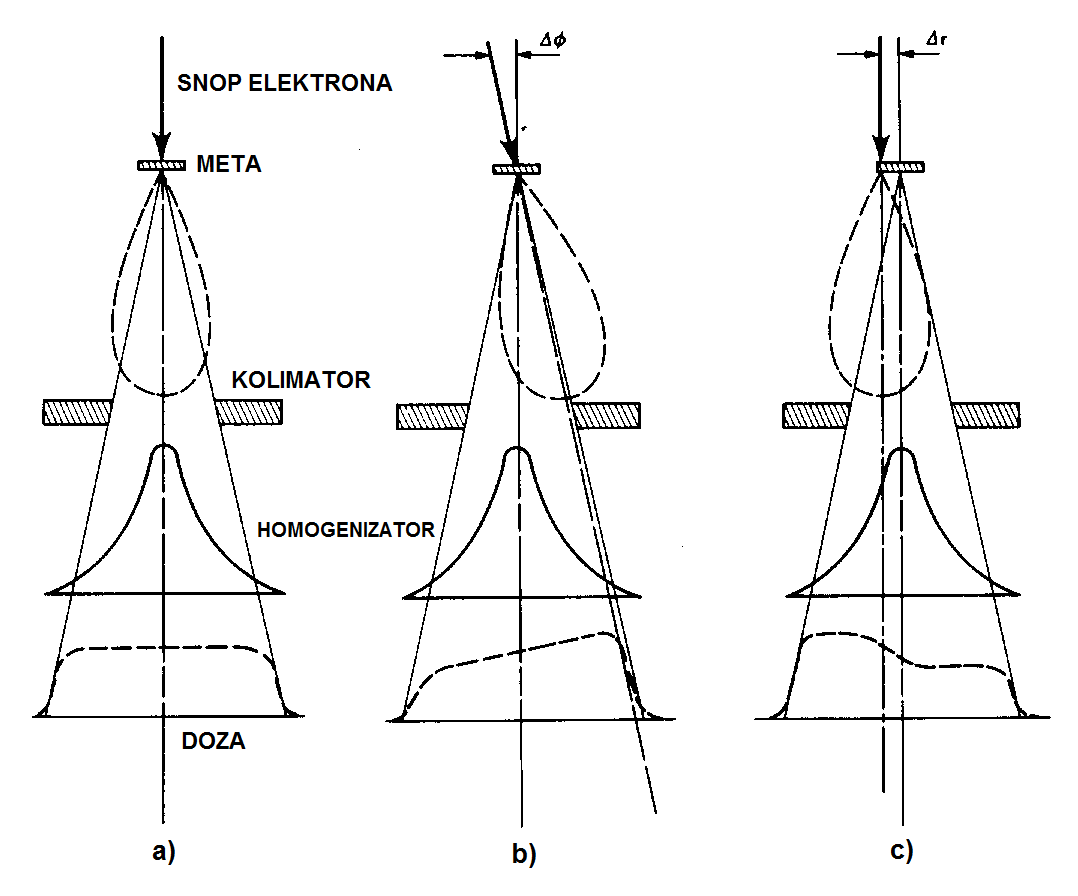 Δϕ
Δr
SNOP ELEKTRONA
META
KOLIMATOR
HOMOGENIZATOR
DOZA
a)
b)
c)